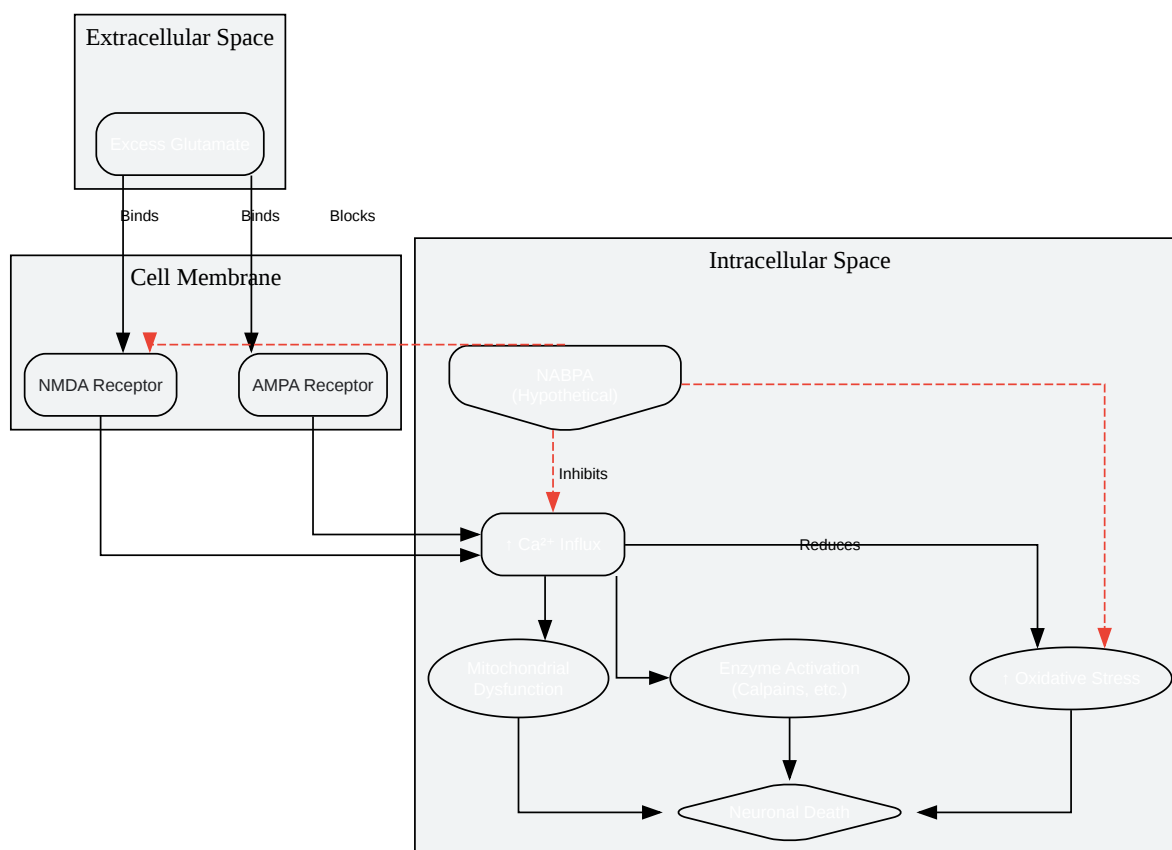 Extracellular Space
Excess Glutamate
Binds
Binds
Blocks
Cell Membrane
NMDA Receptor
AMPA Receptor
Intracellular Space
NABPA
(Hypothetical)
Inhibits
↑ Ca²⁺ Influx
Reduces
Mitochondrial
Dysfunction
Enzyme Activation
(Calpains, etc.)
↑ Oxidative Stress
Neuronal Death